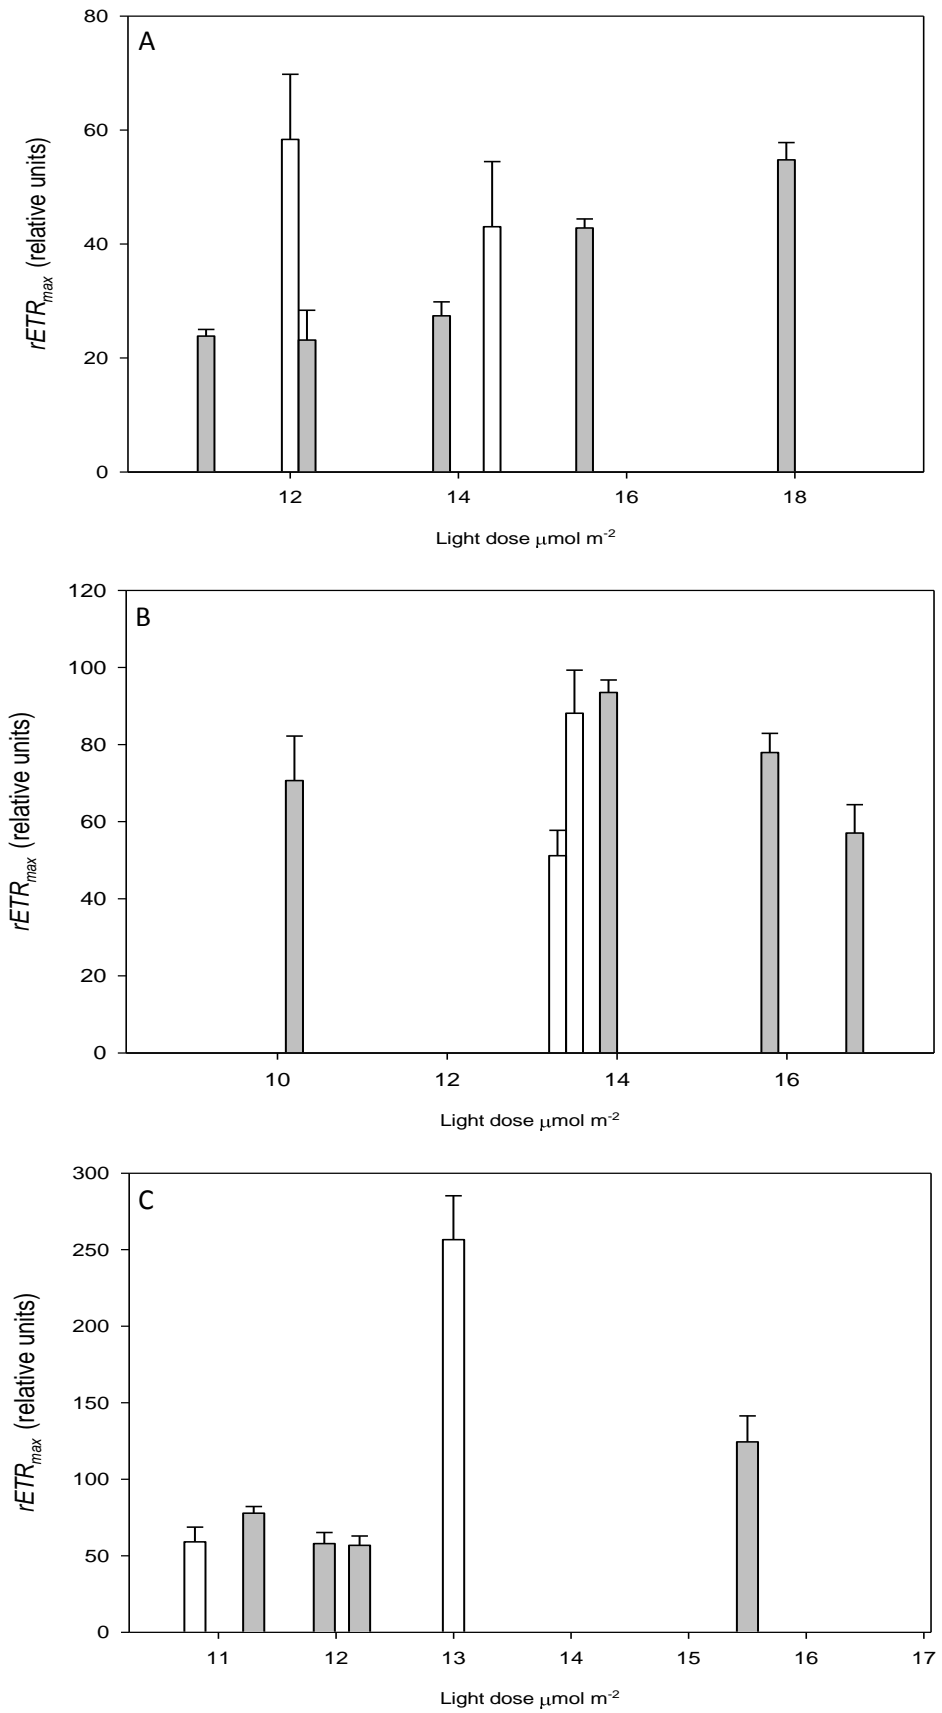 80
A
60
40
20
0
rETRmax (relative units)
12 14 16 18
Light dose μmol m-2
120
B
100
80
60
40
20
0
rETRmax (relative units)
10 12 14 16
Light dose μmol m-2
300
C
250
200
150
100
50
0
rETRmax (relative units)
11 12 13 14 15 16 17
Light dose μmol m-2